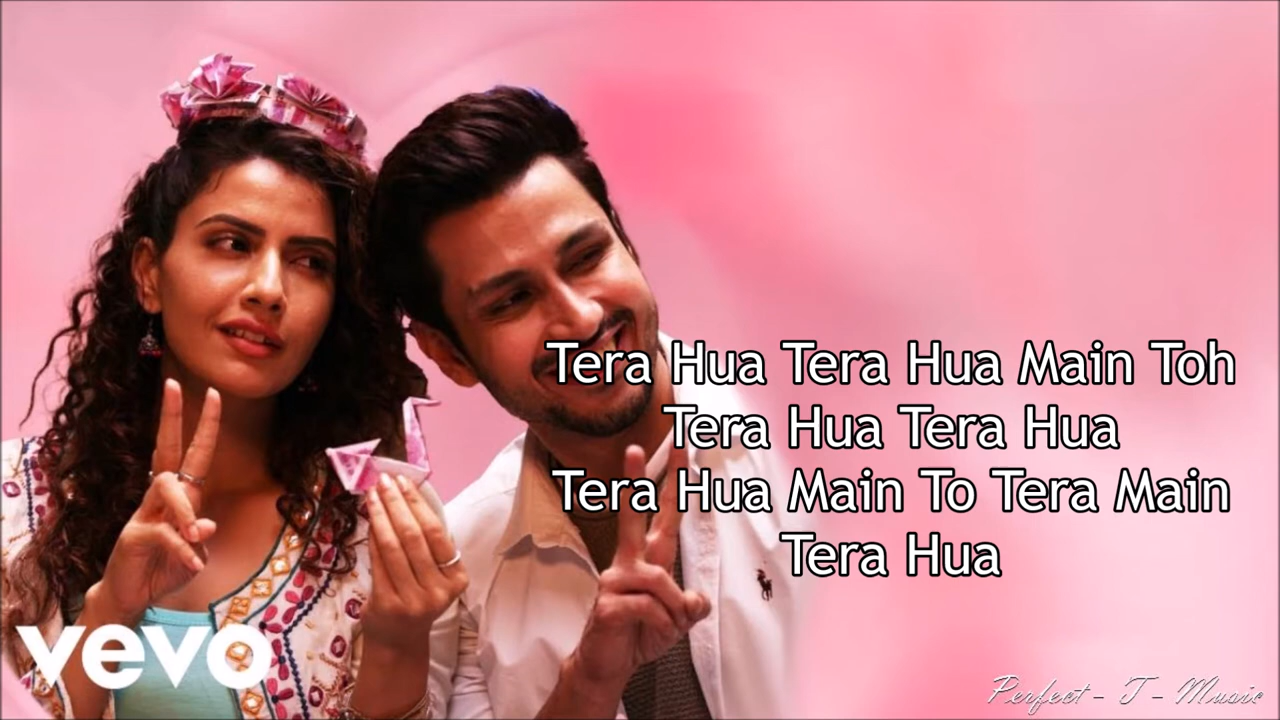 Tera Hua Tera Hua Main Toh
Tera Hua Tera Hua
Tera Hua Main To Tera Main
Tera Hua
vevo
Perfect - T - Music